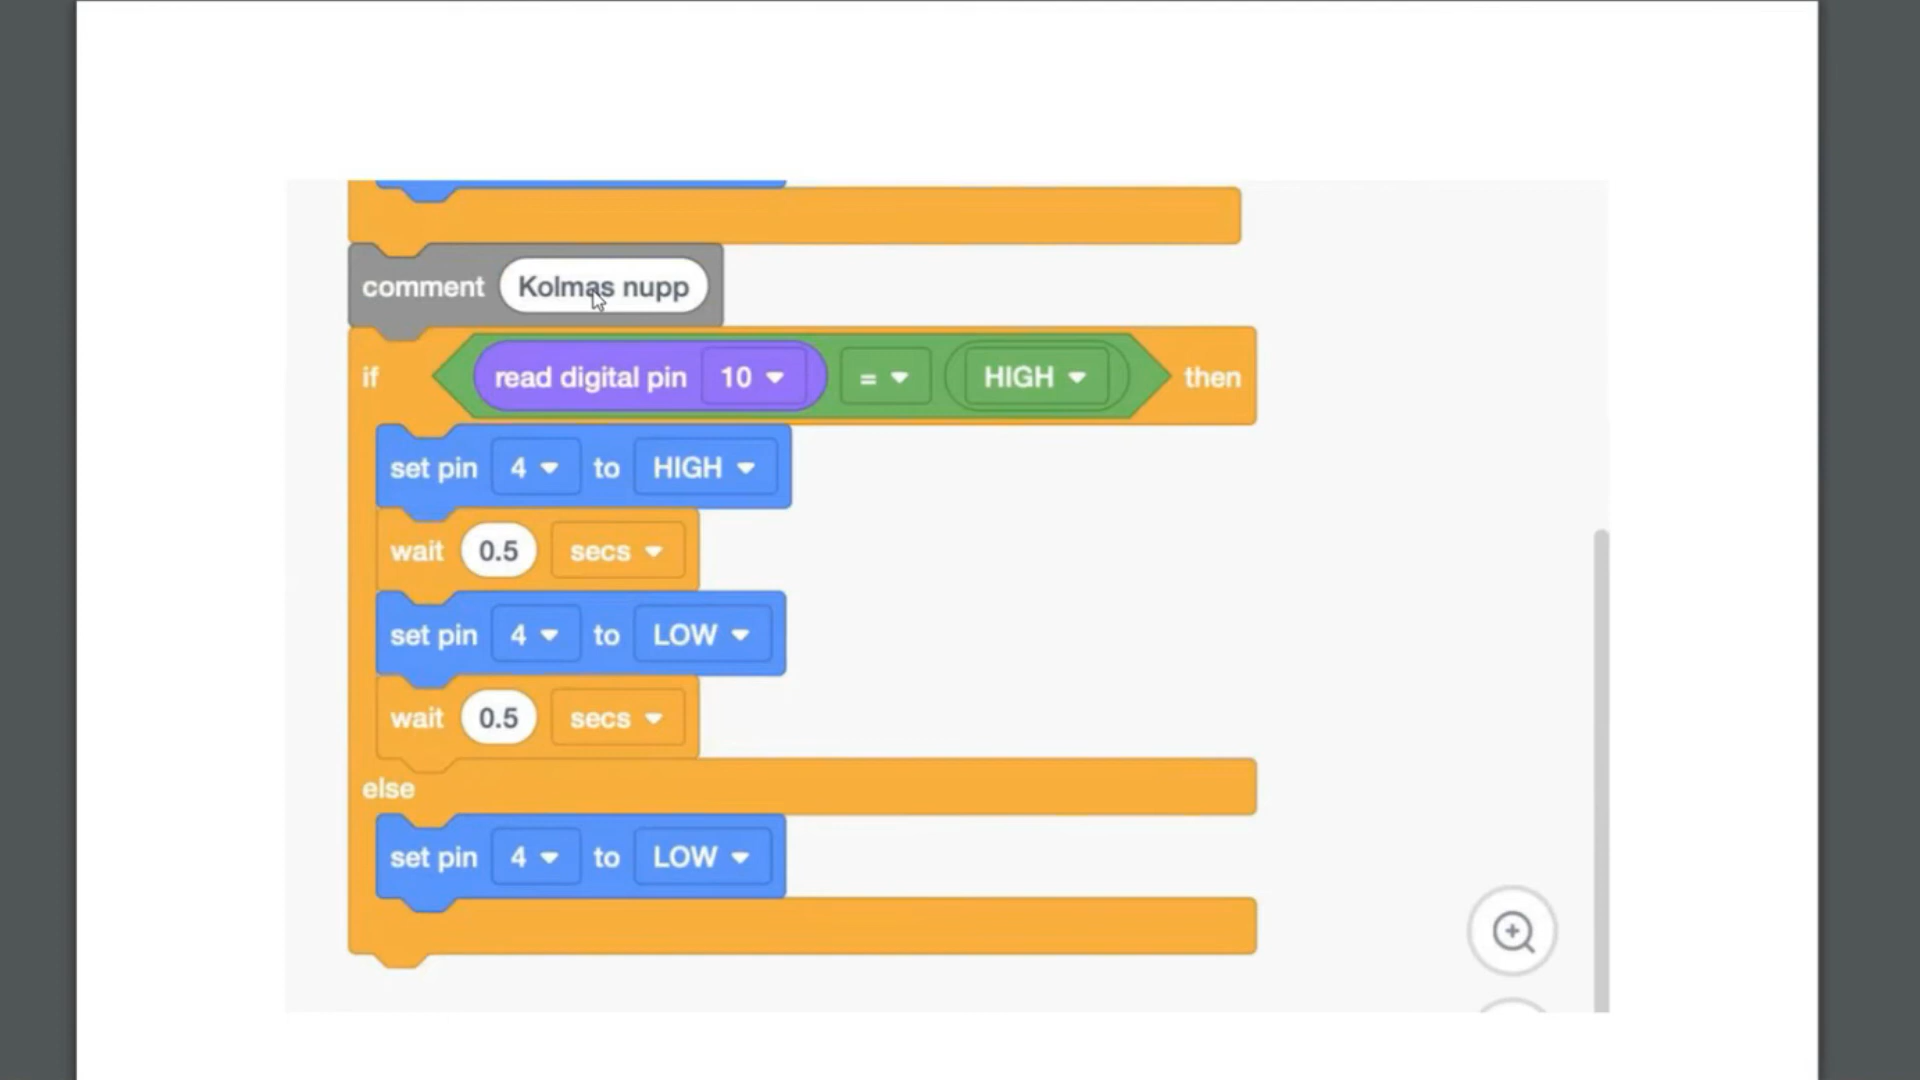 comment Kolmas nupp
if read digital pin 10 = HIGH then
set pin 4 to HIGH
wait 0.5 secs
set pin 4 to LOW
wait 0.5 secs
else
set pin 4 to LOW